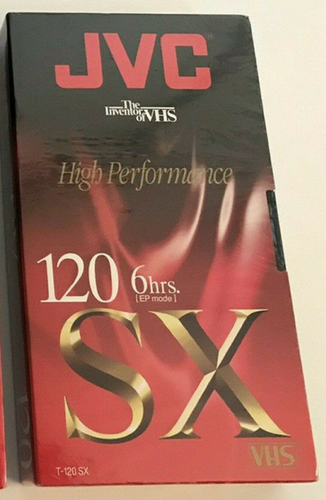 JVC
The
Inventor
of VHS
High Performance
120 6hrs.
[EP mode]
SX
VHS
T-120 SX